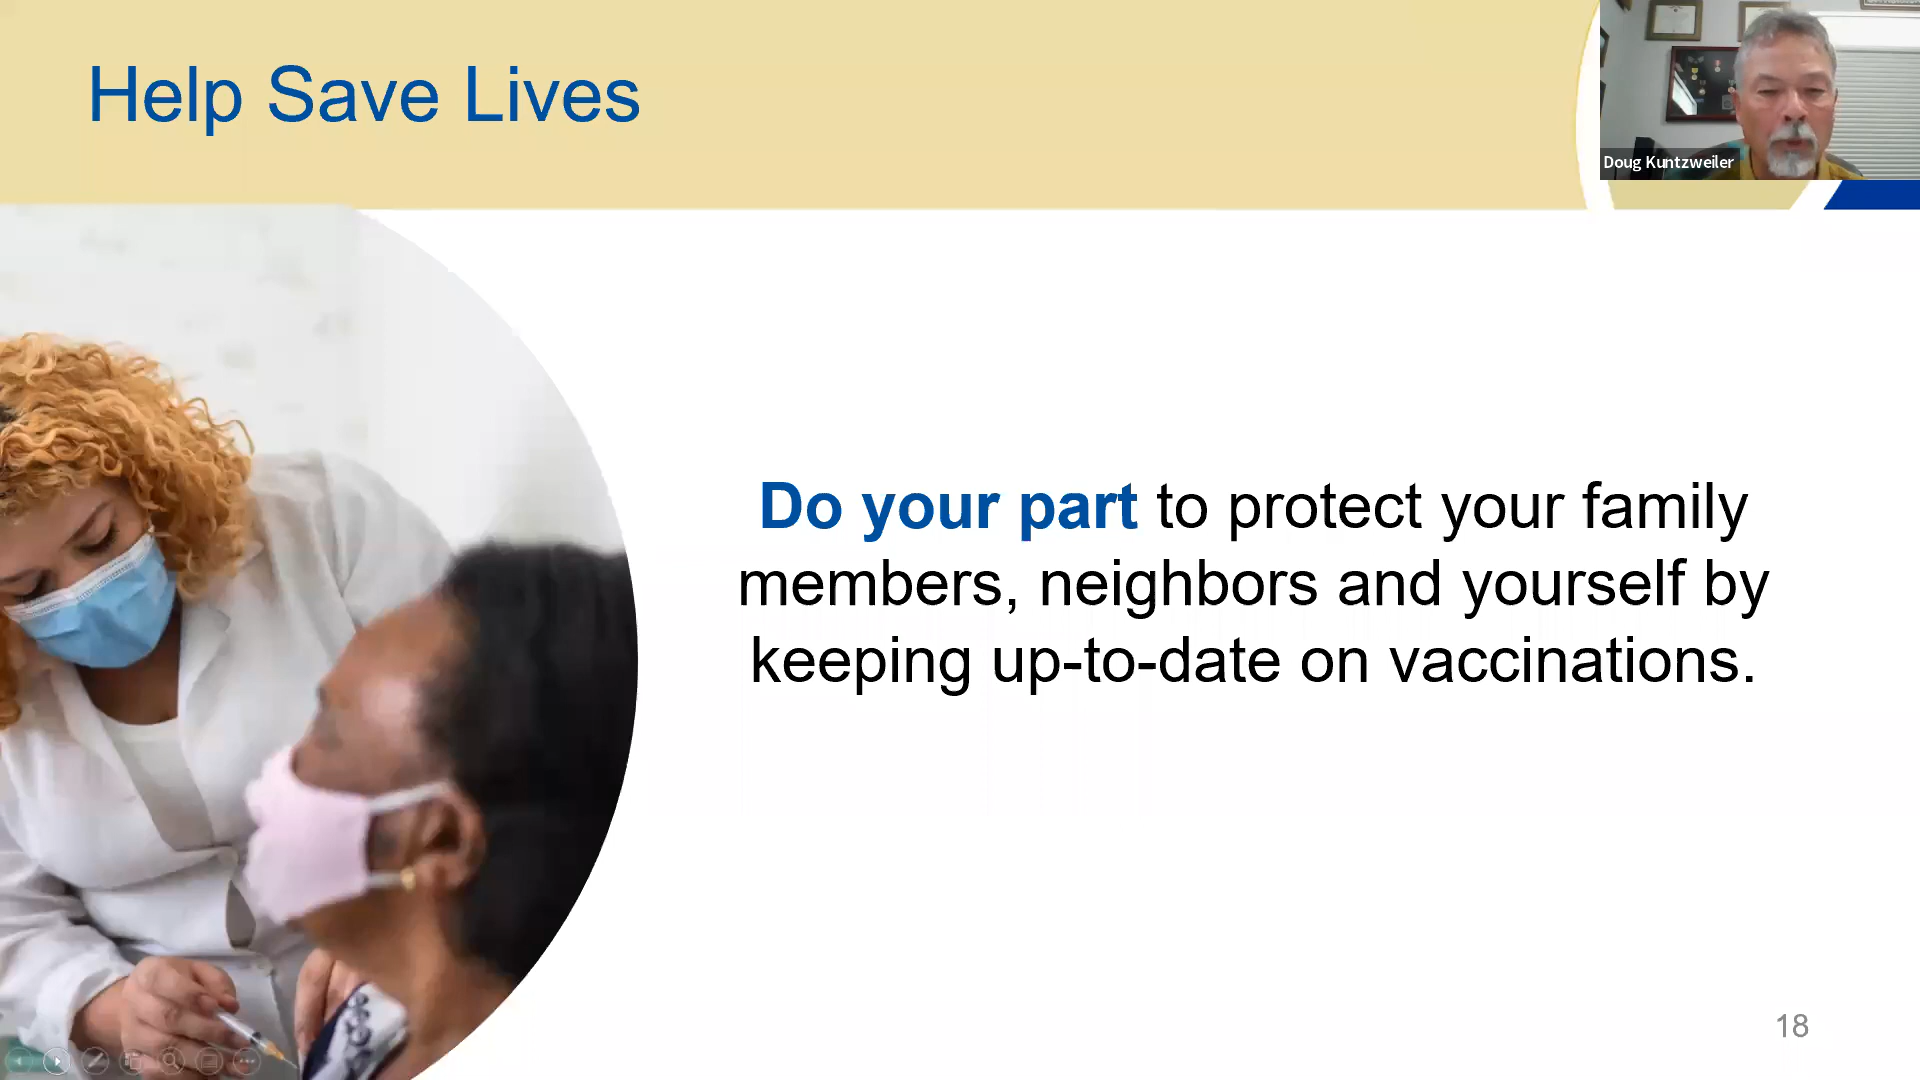 Help Save Lives
Doug Kuntzweiler
Do your part to protect your family
members, neighbors and yourself by
keeping up-to-date on vaccinations.
18